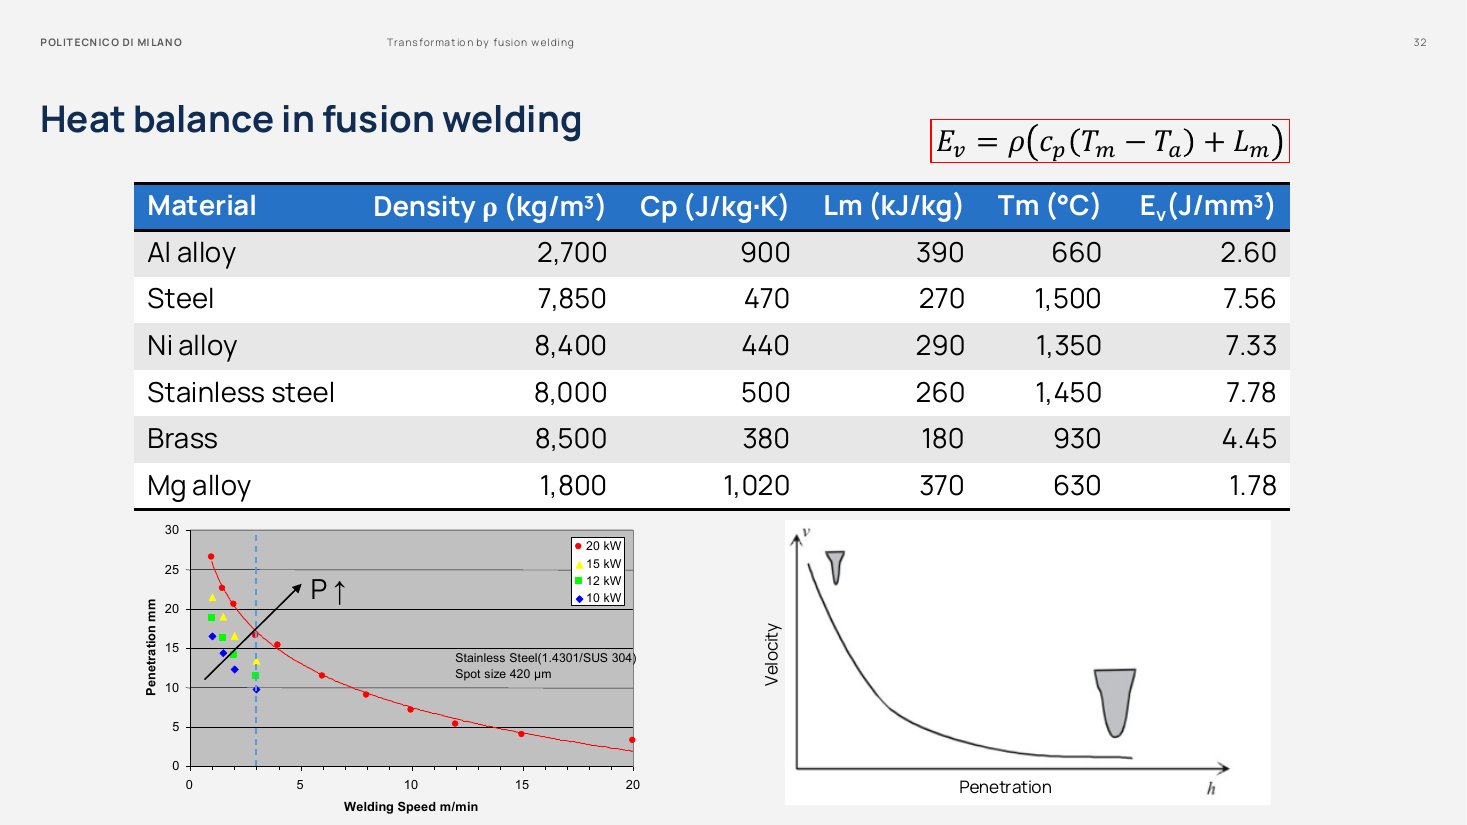 POLITECNICO DI MILANO Transformation by fusion welding 32
Heat balance in fusion welding
E_v = ρ(c_p(T_m − T_a) + L_m)
Material Density ρ (kg/m³) Cp (J/kg·K) Lm (kJ/kg) Tm (°C) E_v(J/mm³)
Al alloy 2,700 900 390 660 2.60
Steel 7,850 470 270 1,500 7.56
Ni alloy 8,400 440 290 1,350 7.33
Stainless steel 8,000 500 260 1,450 7.78
Brass 8,500 380 180 930 4.45
Mg alloy 1,800 1,020 370 630 1.78
30
25
20
15
10
5
0
Penetration mm
0 5 10 15 20
Welding Speed m/min
P ↑
20 kW
15 kW
12 kW
10 kW
Stainless Steel(1.4301/SUS 304)
Spot size 420 µm
v
Velocity
Penetration
h